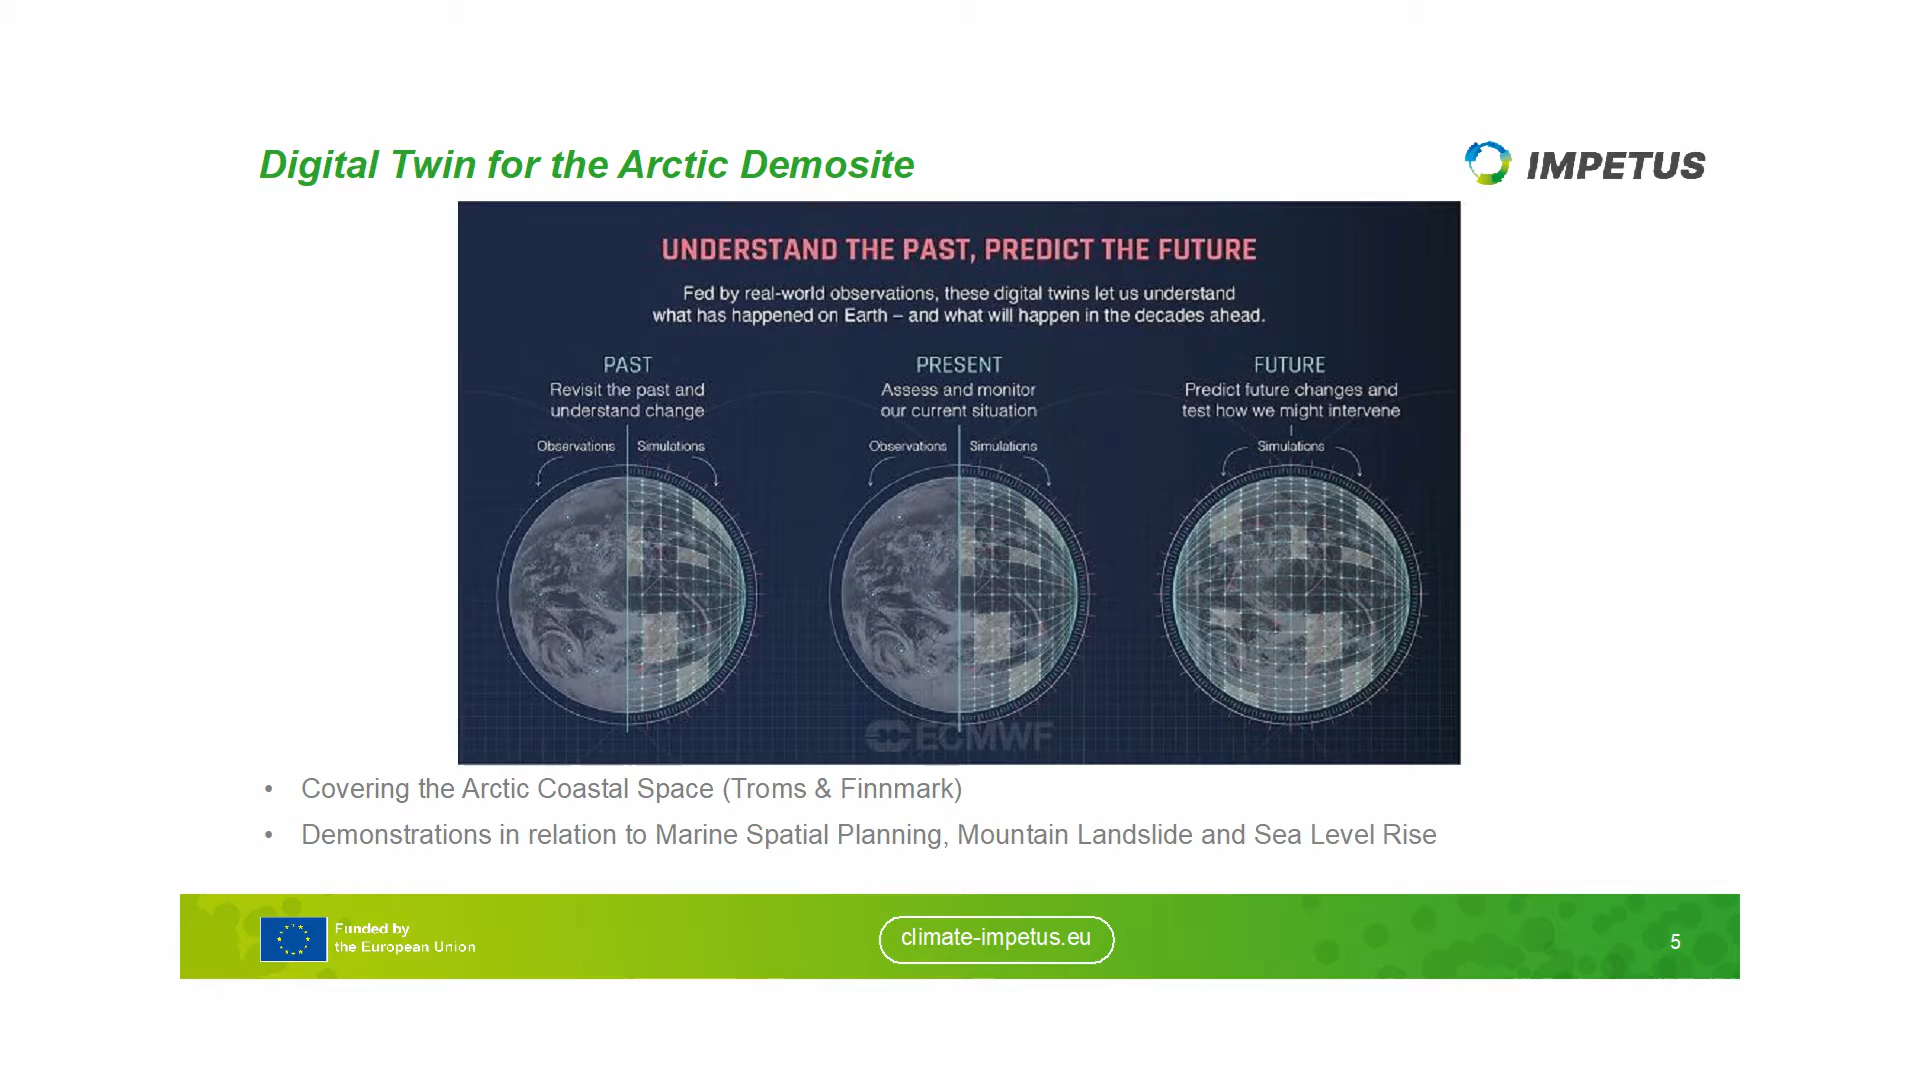 Digital Twin for the Arctic Demosite
IMPETUS
UNDERSTAND THE PAST, PREDICT THE FUTURE
Fed by real-world observations, these digital twins let us understand
what has happened on Earth – and what will happen in the decades ahead.
PAST
Revisit the past and
understand change
Observations
Simulations
PRESENT
Assess and monitor
our current situation
Observations
Simulations
FUTURE
Predict future changes and
test how we might intervene
Simulations
ECMWF
• Covering the Arctic Coastal Space (Troms & Finnmark)
• Demonstrations in relation to Marine Spatial Planning, Mountain Landslide and Sea Level Rise
Funded by
the European Union
climate-impetus.eu
5